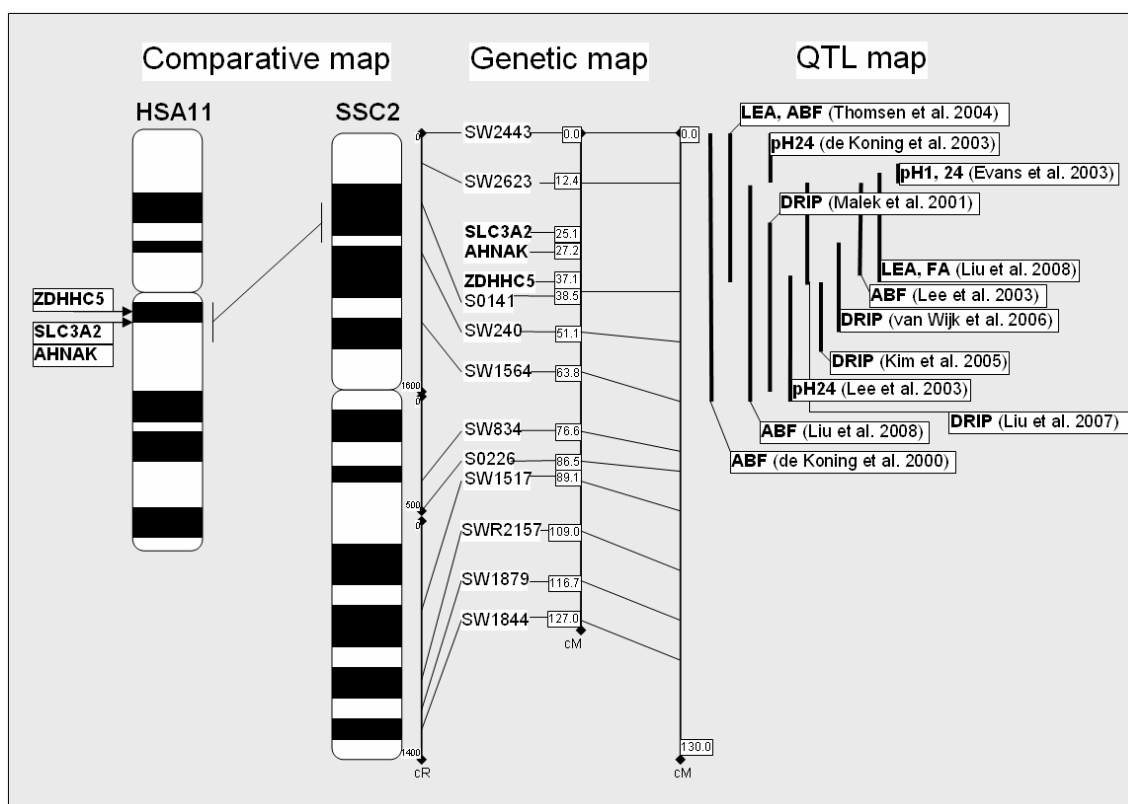 Comparative map
Genetic map
QTL map
HSA11
SSC2
ZDHHC5
SLC3A2
AHNAK
0
1600
0
500
0
1400
cR
SW2443 0.0
SW2623 12.4
SLC3A2 25.1
AHNAK 27.2
ZDHHC5 37.1
S0141 38.5
SW240 51.1
SW1564 63.8
SW834 76.6
S0226 86.5
SW1517 89.1
SWR2157 109.0
SW1879 116.7
SW1844 127.0
cM
0.0
130.0
cM
LEA, ABF (Thomsen et al. 2004)
pH24 (de Koning et al. 2003)
pH1, 24 (Evans et al. 2003)
DRIP (Malek et al. 2001)
LEA, FA (Liu et al. 2008)
ABF (Lee et al. 2003)
DRIP (van Wijk et al. 2006)
DRIP (Kim et al. 2005)
pH24 (Lee et al. 2003)
DRIP (Liu et al. 2007)
ABF (Liu et al. 2008)
ABF (de Koning et al. 2000)